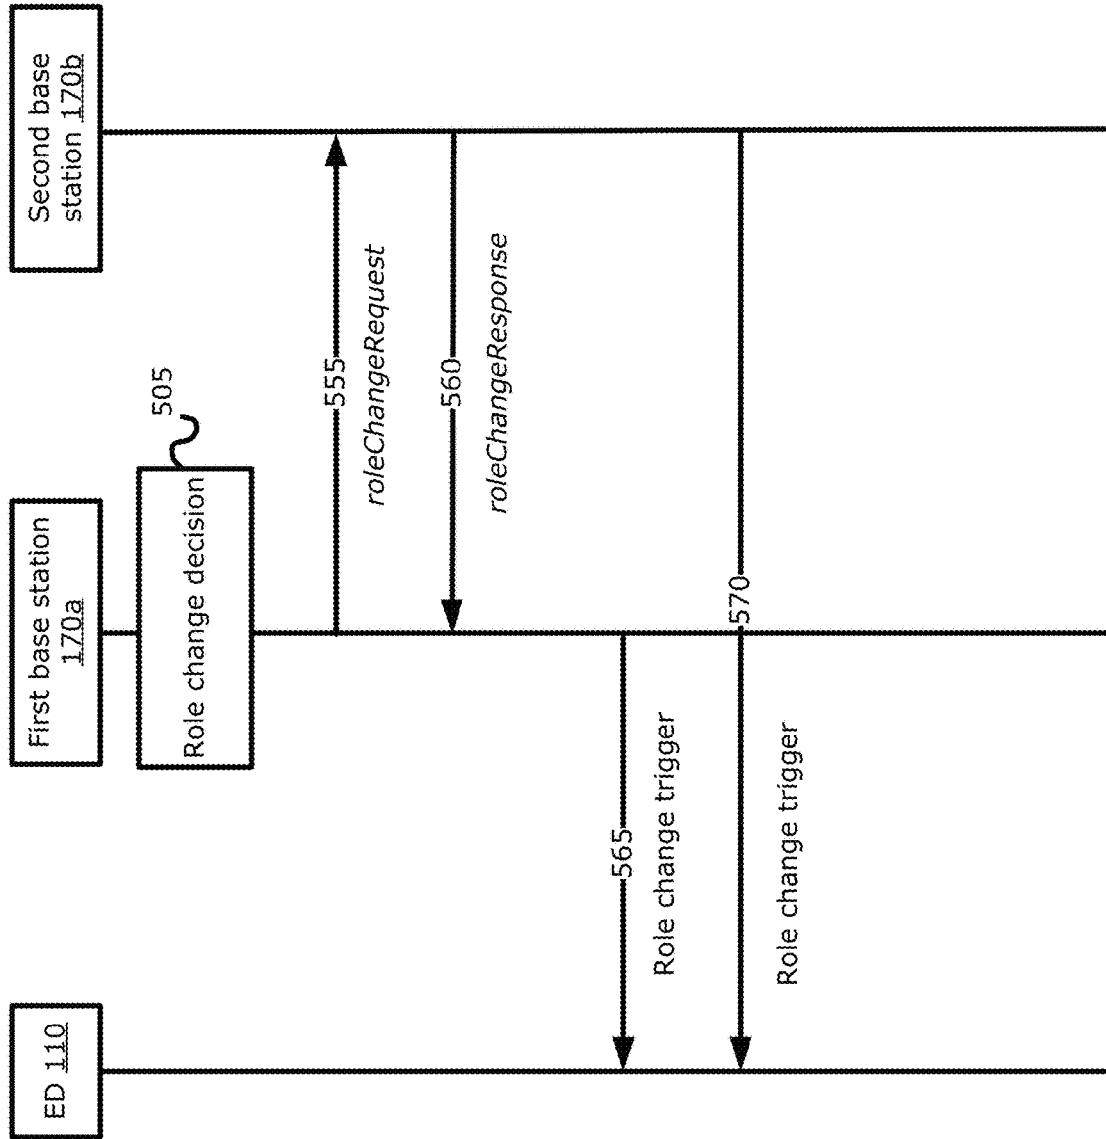 ED 110
First base station
170a
Second base
station 170b
Role change decision
505
555
roleChangeRequest
560
roleChangeResponse
565
Role change trigger
570
Role change trigger